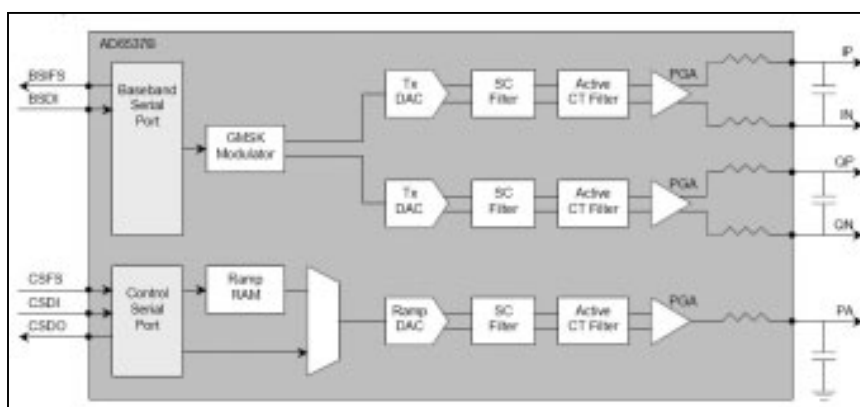 AD6537B
BSIFS
BSDI
Baseband
Serial
Port
GMSK
Modulator
Tx
DAC
SC
Filter
Active
CT Filter
PGA
IP
IN
Tx
DAC
SC
Filter
Active
CT Filter
PGA
QP
QN
CSFS
CSDI
CSDO
Control
Serial
Port
Ramp
RAM
Ramp
DAC
SC
Filter
Active
CT Filter
PGA
PA